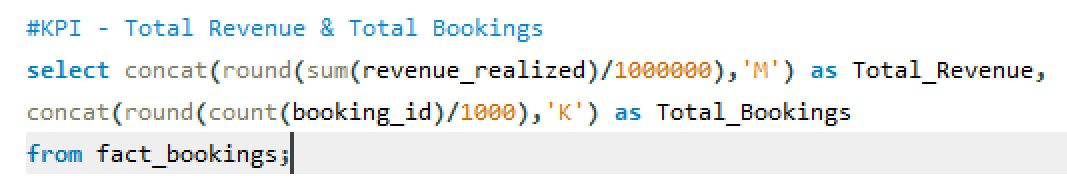 #KPI - Total Revenue & Total Bookings
select concat(round(sum(revenue_realized)/1000000),'M') as Total_Revenue,
concat(round(count(booking_id)/1000),'K') as Total_Bookings
from fact_bookings;